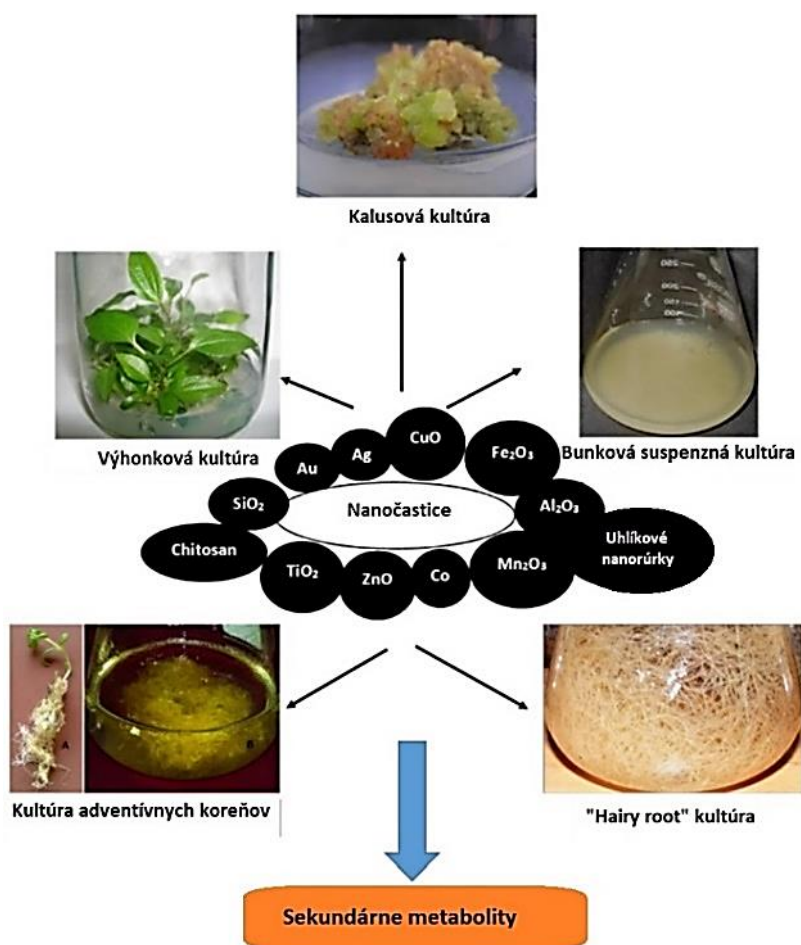 Kalusová kultúra
Výhonková kultúra
Bunková suspenzná kultúra
Au
Ag
CuO
Fe₂O₃
SiO₂
Nanočastice
Al₂O₃
Chitosan
Uhlíkové
nanorúrky
TiO₂
ZnO
Co
Mn₂O₃
A
B
Kultúra adventívnych koreňov
"Hairy root" kultúra
Sekundárne metabolity